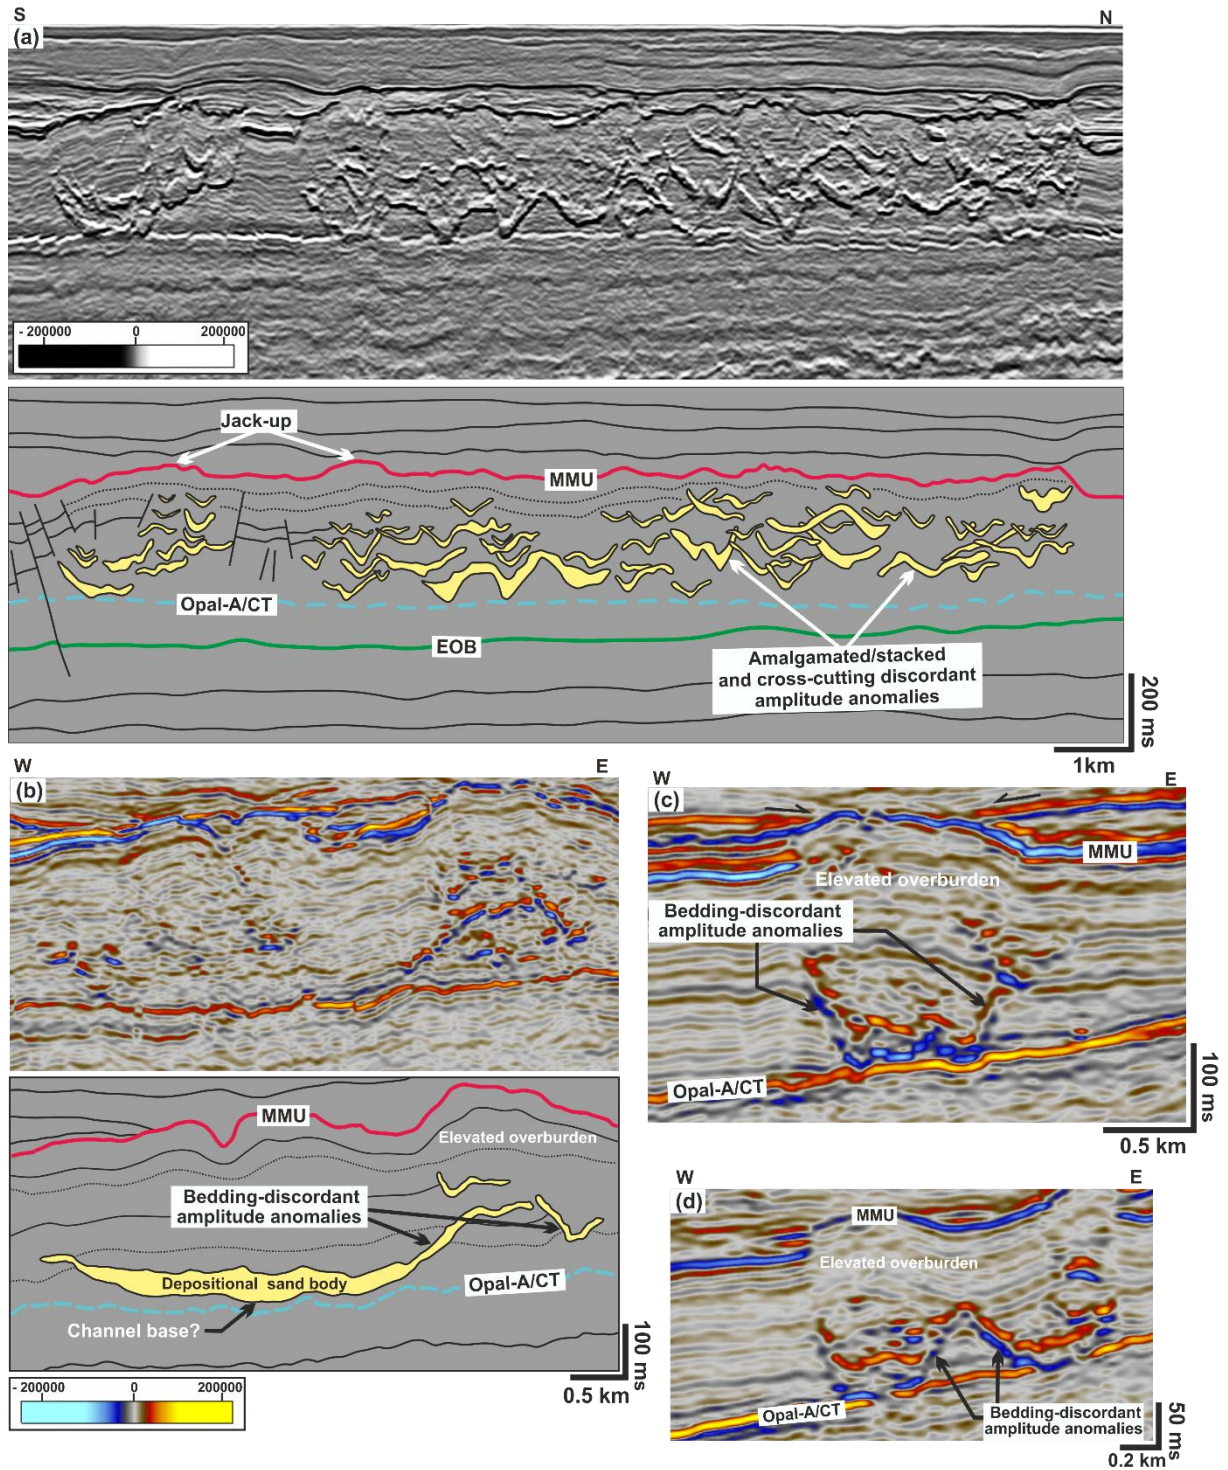 S
N
(a)
- 200000 0 200000
Jack-up
MMU
Opal-A/CT
EOB
Amalgamated/stacked
and cross-cutting discordant
amplitude anomalies
200 ms
1km
W
E
(b)
MMU
Elevated overburden
Bedding-discordant
amplitude anomalies
Depositional sand body
Opal-A/CT
Channel base?
100 ms
0.5 km
- 200000 0 200000
W
E
(c)
MMU
Elevated overburden
Bedding-discordant
amplitude anomalies
Opal-A/CT
100 ms
0.5 km
W
E
(d)
MMU
Elevated overburden
Opal-A/CT
Bedding-discordant
amplitude anomalies
50 ms
0.2 km